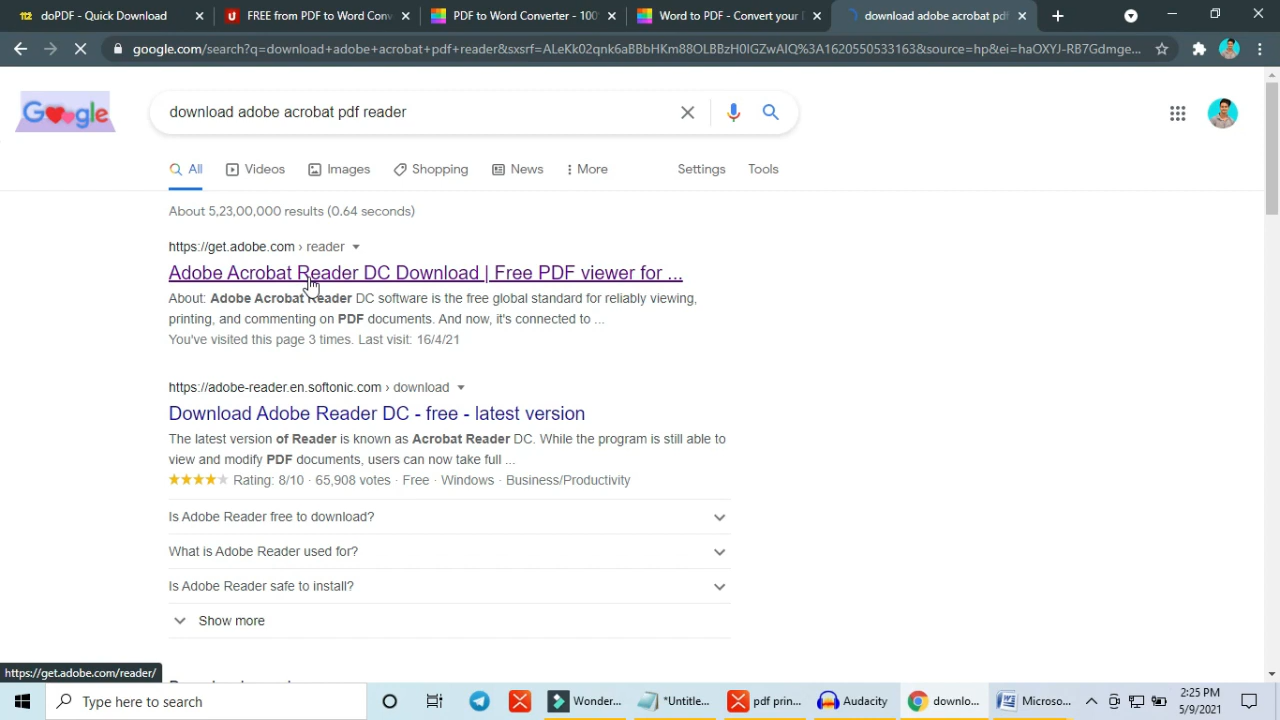 doPDF - Quick Download
FREE from PDF to Word Conv
PDF to Word Converter - 100
Word to PDF - Convert your
download adobe acrobat pdf
google.com/search?q=download+adobe+acrobat+pdf+reader&sxsrf=ALeKk02qnk6aBBbHKm88OLBBzH0IGZwAIQ%3A1620550533163&source=hp&ei=haOXYJ-RB7Gdmge...
Google
download adobe acrobat pdf reader
All
Videos
Images
Shopping
News
More
Settings
Tools
About 5,23,00,000 results (0.64 seconds)
https://get.adobe.com › reader
Adobe Acrobat Reader DC Download | Free PDF viewer for ...
About: Adobe Acrobat Reader DC software is the free global standard for reliably viewing,
printing, and commenting on PDF documents. And now, it's connected to ...
You've visited this page 3 times. Last visit: 16/4/21
https://adobe-reader.en.softonic.com › download
Download Adobe Reader DC - free - latest version
The latest version of Reader is known as Acrobat Reader DC. While the program is still able to
view and modify PDF documents, users can now take full ...
Rating: 8/10 · 65,908 votes · Free · Windows · Business/Productivity
Is Adobe Reader free to download?
What is Adobe Reader used for?
Is Adobe Reader safe to install?
Show more
https://get.adobe.com/reader/
Type here to search
Wonder...
*Untitle...
pdf prin...
Audacity
downlo...
Microso...
2:25 PM
5/9/2021